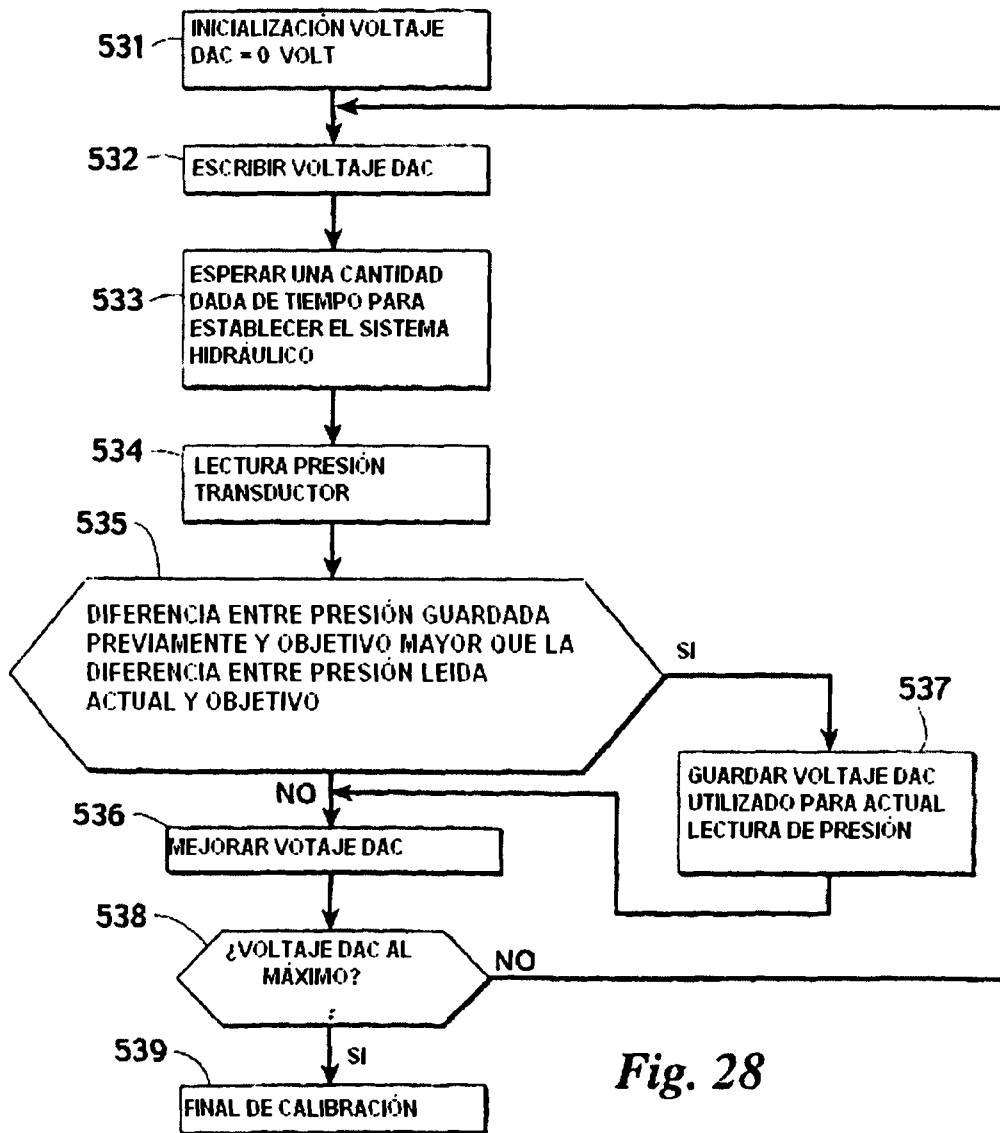 531
INICIALIZACIÓN VOLTAJE
DAC = 0 VOLT
532
ESCRIBIR VOLTAJE DAC
533
ESPERAR UNA CANTIDAD
DADA DE TIEMPO PARA
ESTABLECER EL SISTEMA
HIDRÁULICO
534
LECTURA PRESIÓN
TRANSDUCTOR
535
DIFERENCIA ENTRE PRESIÓN GUARDADA
PREVIAMENTE Y OBJETIVO MAYOR QUE LA
DIFERENCIA ENTRE PRESIÓN LEIDA
ACTUAL Y OBJETIVO
SI
537
GUARDAR VOLTAJE DAC
UTILIZADO PARA ACTUAL
LECTURA DE PRESIÓN
NO
536
MEJORAR VOTAJE DAC
538
¿VOLTAJE DAC AL
MÁXIMO?
NO
SI
539
FINAL DE CALIBRACIÓN
Fig. 28